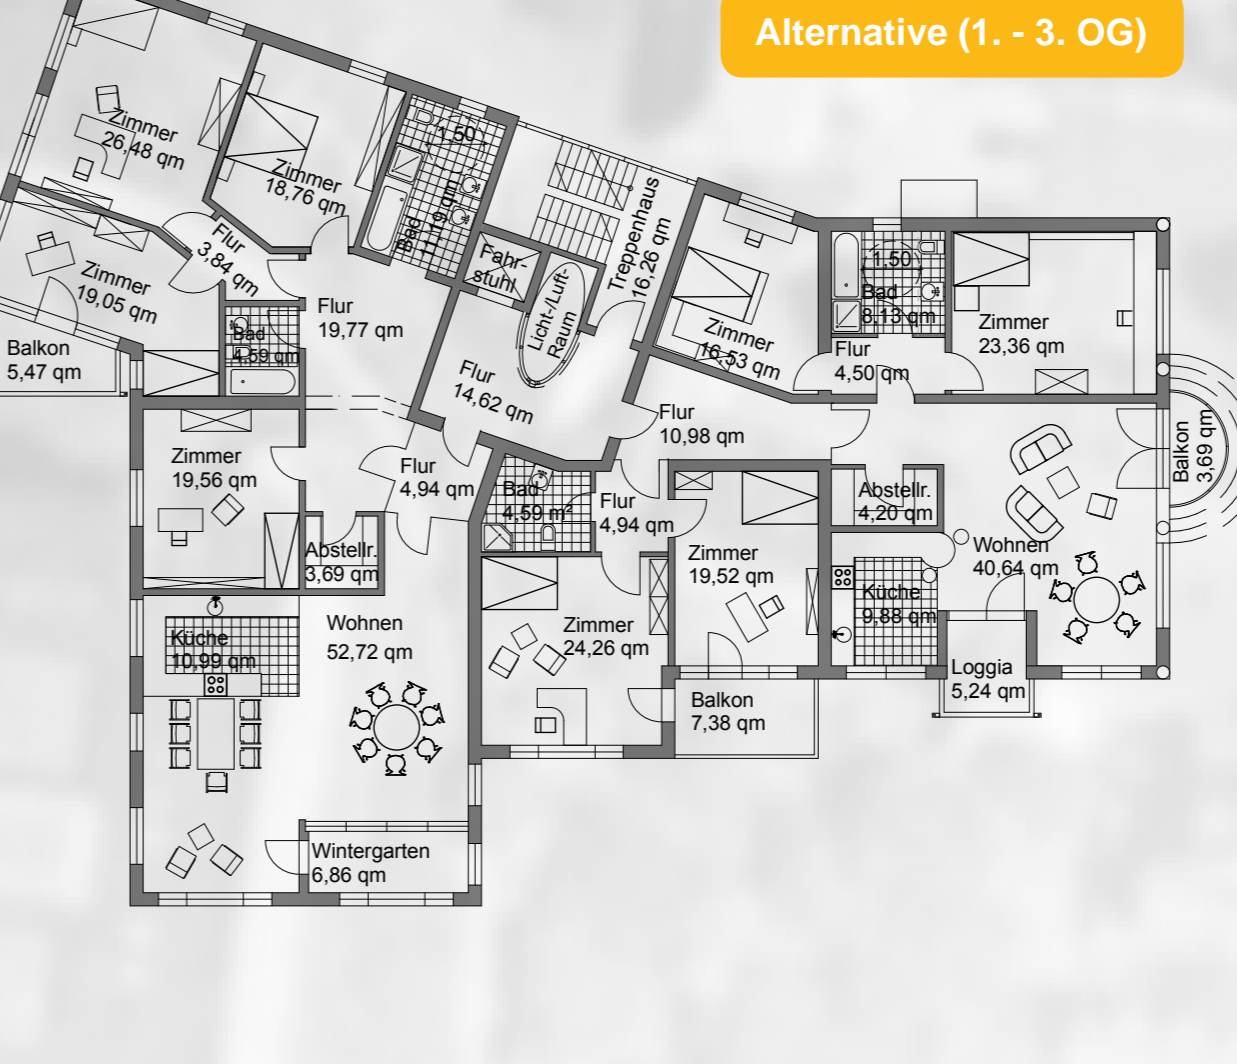 Alternative (1. - 3. OG)
Zimmer
26,48 qm
Zimmer
18,76 qm
1,50
Bad
11,19 qm
Treppenhaus
16,26 qm
Fahr-
stuhl
Licht-/Luft-
Raum
Flur
3,84 qm
Zimmer
19,05 qm
Balkon
5,47 qm
Bad
4,59 qm
Flur
19,77 qm
Flur
14,62 qm
Zimmer
16,53 qm
1,50
Bad
8,13 qm
Flur
4,50 qm
Zimmer
23,36 qm
Flur
10,98 qm
Balkon
3,69 qm
Zimmer
19,56 qm
Flur
4,94 qm
Bad
4,59 m²
Flur
4,94 qm
Abstellr.
4,20 qm
Abstellr.
3,69 qm
Zimmer
19,52 qm
Wohnen
40,64 qm
Küche
9,88 qm
Küche
10,99 qm
Wohnen
52,72 qm
Zimmer
24,26 qm
Loggia
5,24 qm
Balkon
7,38 qm
Wintergarten
6,86 qm